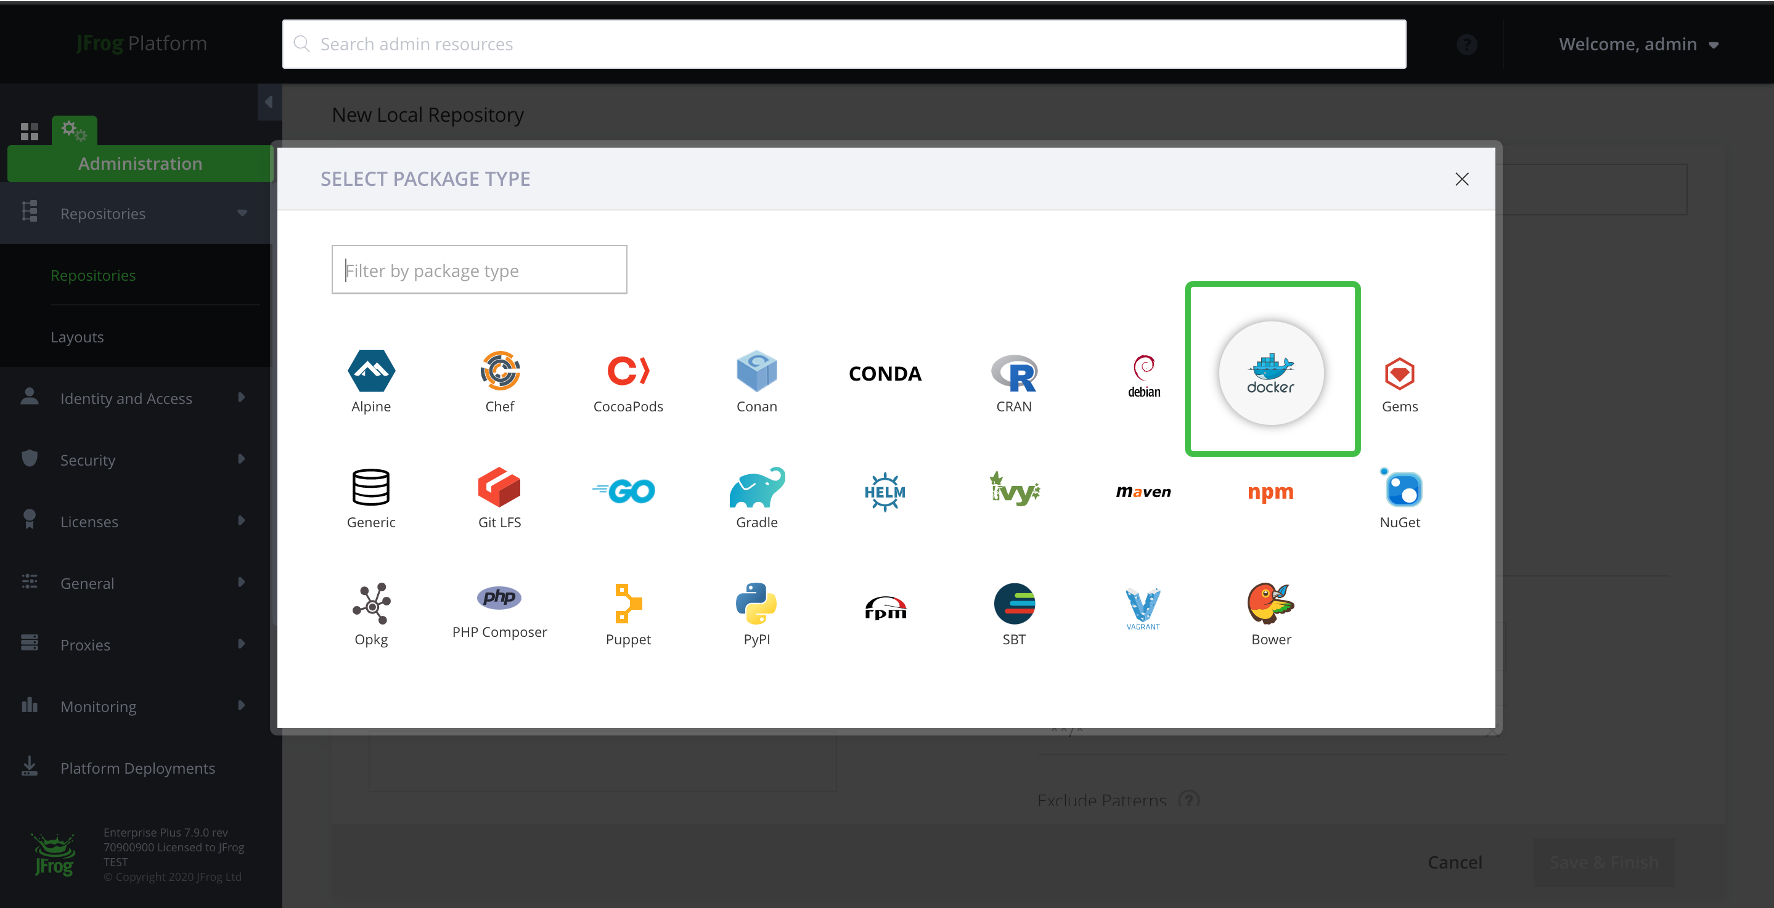 JFrog Platform
Search admin resources
?
Welcome, admin
New Local Repository
Administration
SELECT PACKAGE TYPE
Repositories
Filter by package type
Repositories
Layouts
CONDA
debian
docker
Alpine
Chef
CocoaPods
Conan
CRAN
Gems
Identity and Access
Security
GO
HELM
ivy
maven
npm
Generic
Git LFS
Gradle
NuGet
Licenses
General
php
rpm
VAGRANT
Opkg
PHP Composer
Puppet
PyPI
SBT
Bower
Proxies
Monitoring
Platform Deployments
Exclude Patterns ?
JFrog
Enterprise Plus 7.9.0 rev
70900900 Licensed to JFrog
TEST
© Copyright 2020 JFrog Ltd
Cancel
Save & Finish